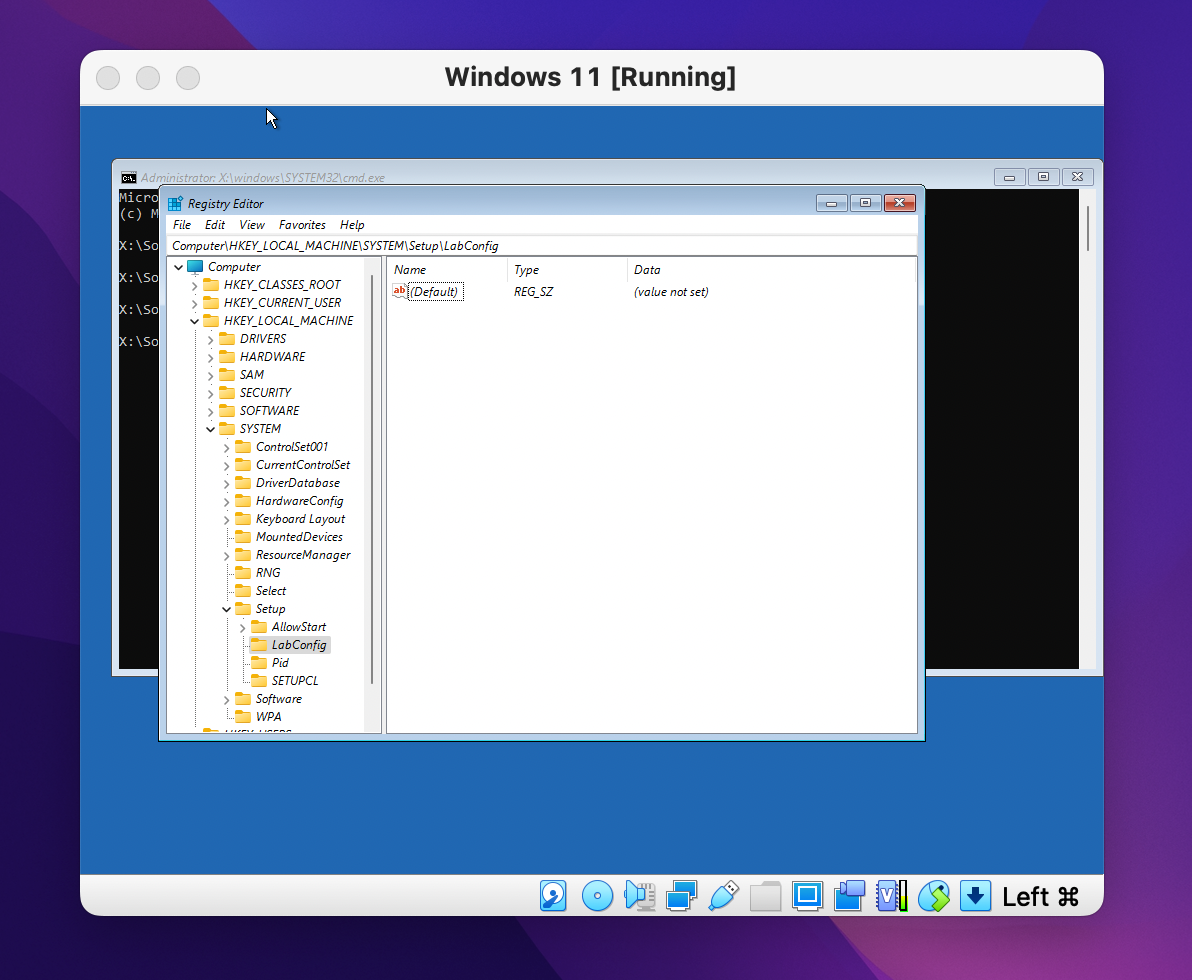 Windows 11 [Running]
Administrator: X:\windows\SYSTEM32\cmd.exe
Micro
(c) M
X:\So
X:\So
X:\So
X:\So
Registry Editor
File Edit View Favorites Help
Computer\HKEY_LOCAL_MACHINE\SYSTEM\Setup\LabConfig
Computer
HKEY_CLASSES_ROOT
HKEY_CURRENT_USER
HKEY_LOCAL_MACHINE
DRIVERS
HARDWARE
SAM
SECURITY
SOFTWARE
SYSTEM
ControlSet001
CurrentControlSet
DriverDatabase
HardwareConfig
Keyboard Layout
MountedDevices
ResourceManager
RNG
Select
Setup
AllowStart
LabConfig
Pid
SETUPCL
Software
WPA
HKEY_USERS
Name Type Data
(Default) REG_SZ (value not set)
Left ⌘